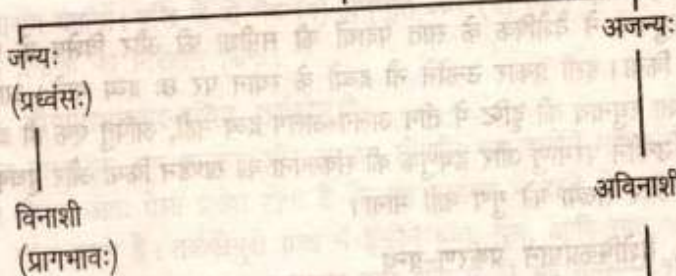 जन्यः
अजन्यः
(प्रध्वंसः)
विनाशी
अविनाशी
(प्रागभावः)